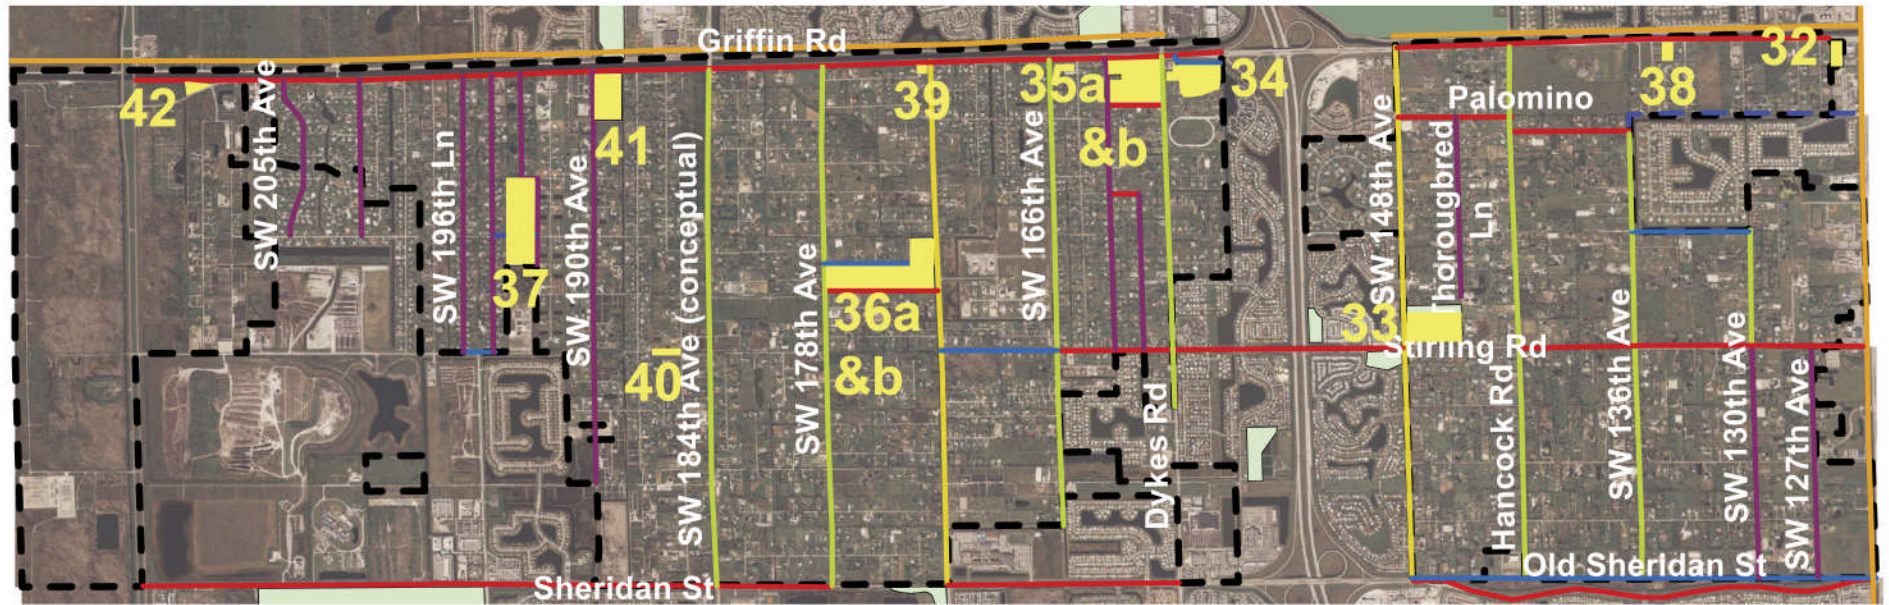 Griffin Rd
42
SW 205th Ave
SW 196th Ln
37
SW 190th Ave
41
40
SW 184th Ave (conceptual)
SW 178th Ave
36a
&b
39
SW 166th Ave
35a
&b
34
Dykes Rd
SW 148th Ave
33
Palomino
Thoroughbred
Ln
38
32
Stirling Rd
Hancock Rd
SW 136th Ave
SW 130th Ave
SW 127th Ave
Sheridan St
Old Sheridan St